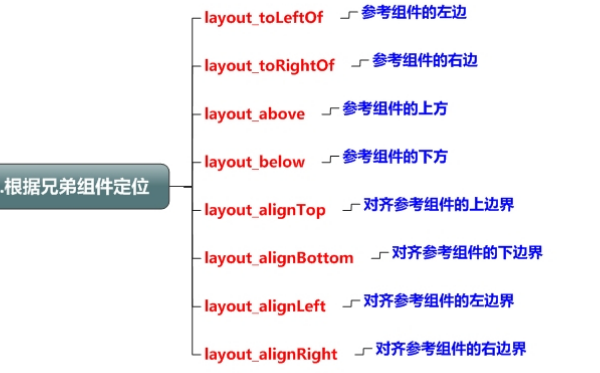 layout_toLeftOf 参考组件的左边
layout_toRightOf 参考组件的右边
layout_above 参考组件的上方
layout_below 参考组件的下方
.根据兄弟组件定位
layout_alignTop 对齐参考组件的上边界
layout_alignBottom 对齐参考组件的下边界
layout_alignLeft 对齐参考组件的左边界
layout_alignRight 对齐参考组件的右边界